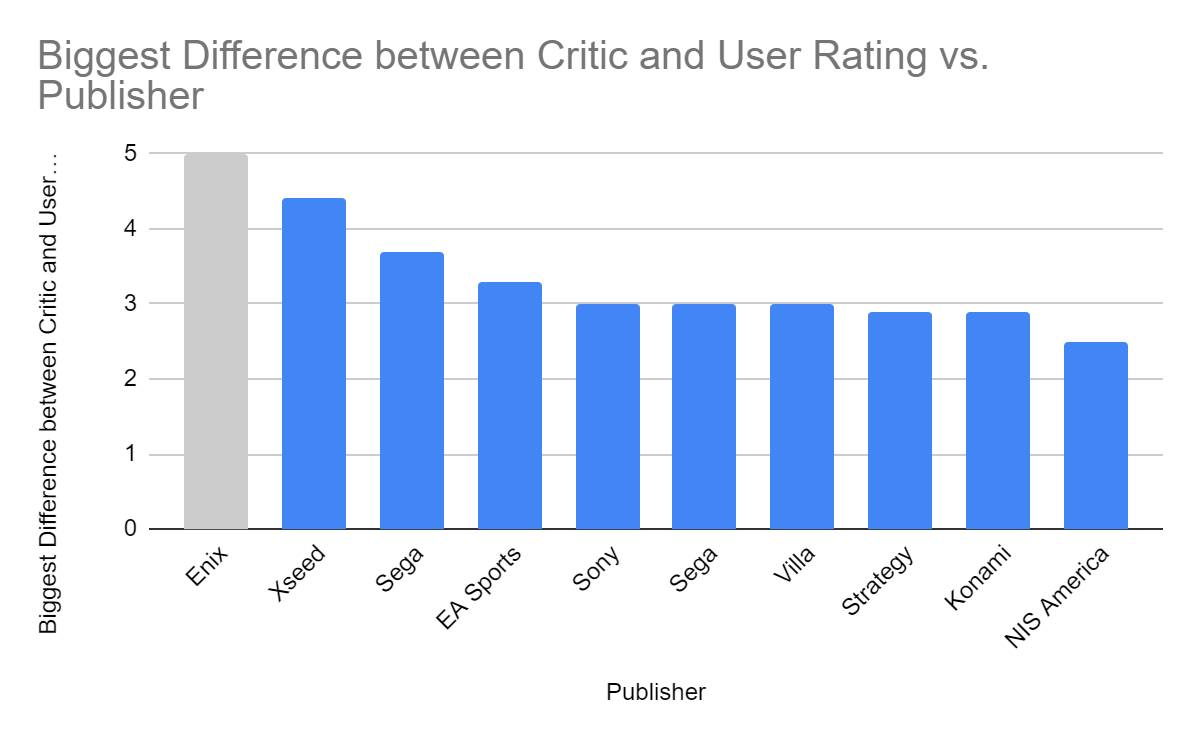 Biggest Difference between Critic and User Rating vs.
Publisher
Biggest Difference between Critic and User…
5
4
3
2
1
0
Enix
Xseed
Sega
EA Sports
Sony
Sega
Villa
Strategy
Konami
NIS America
Publisher